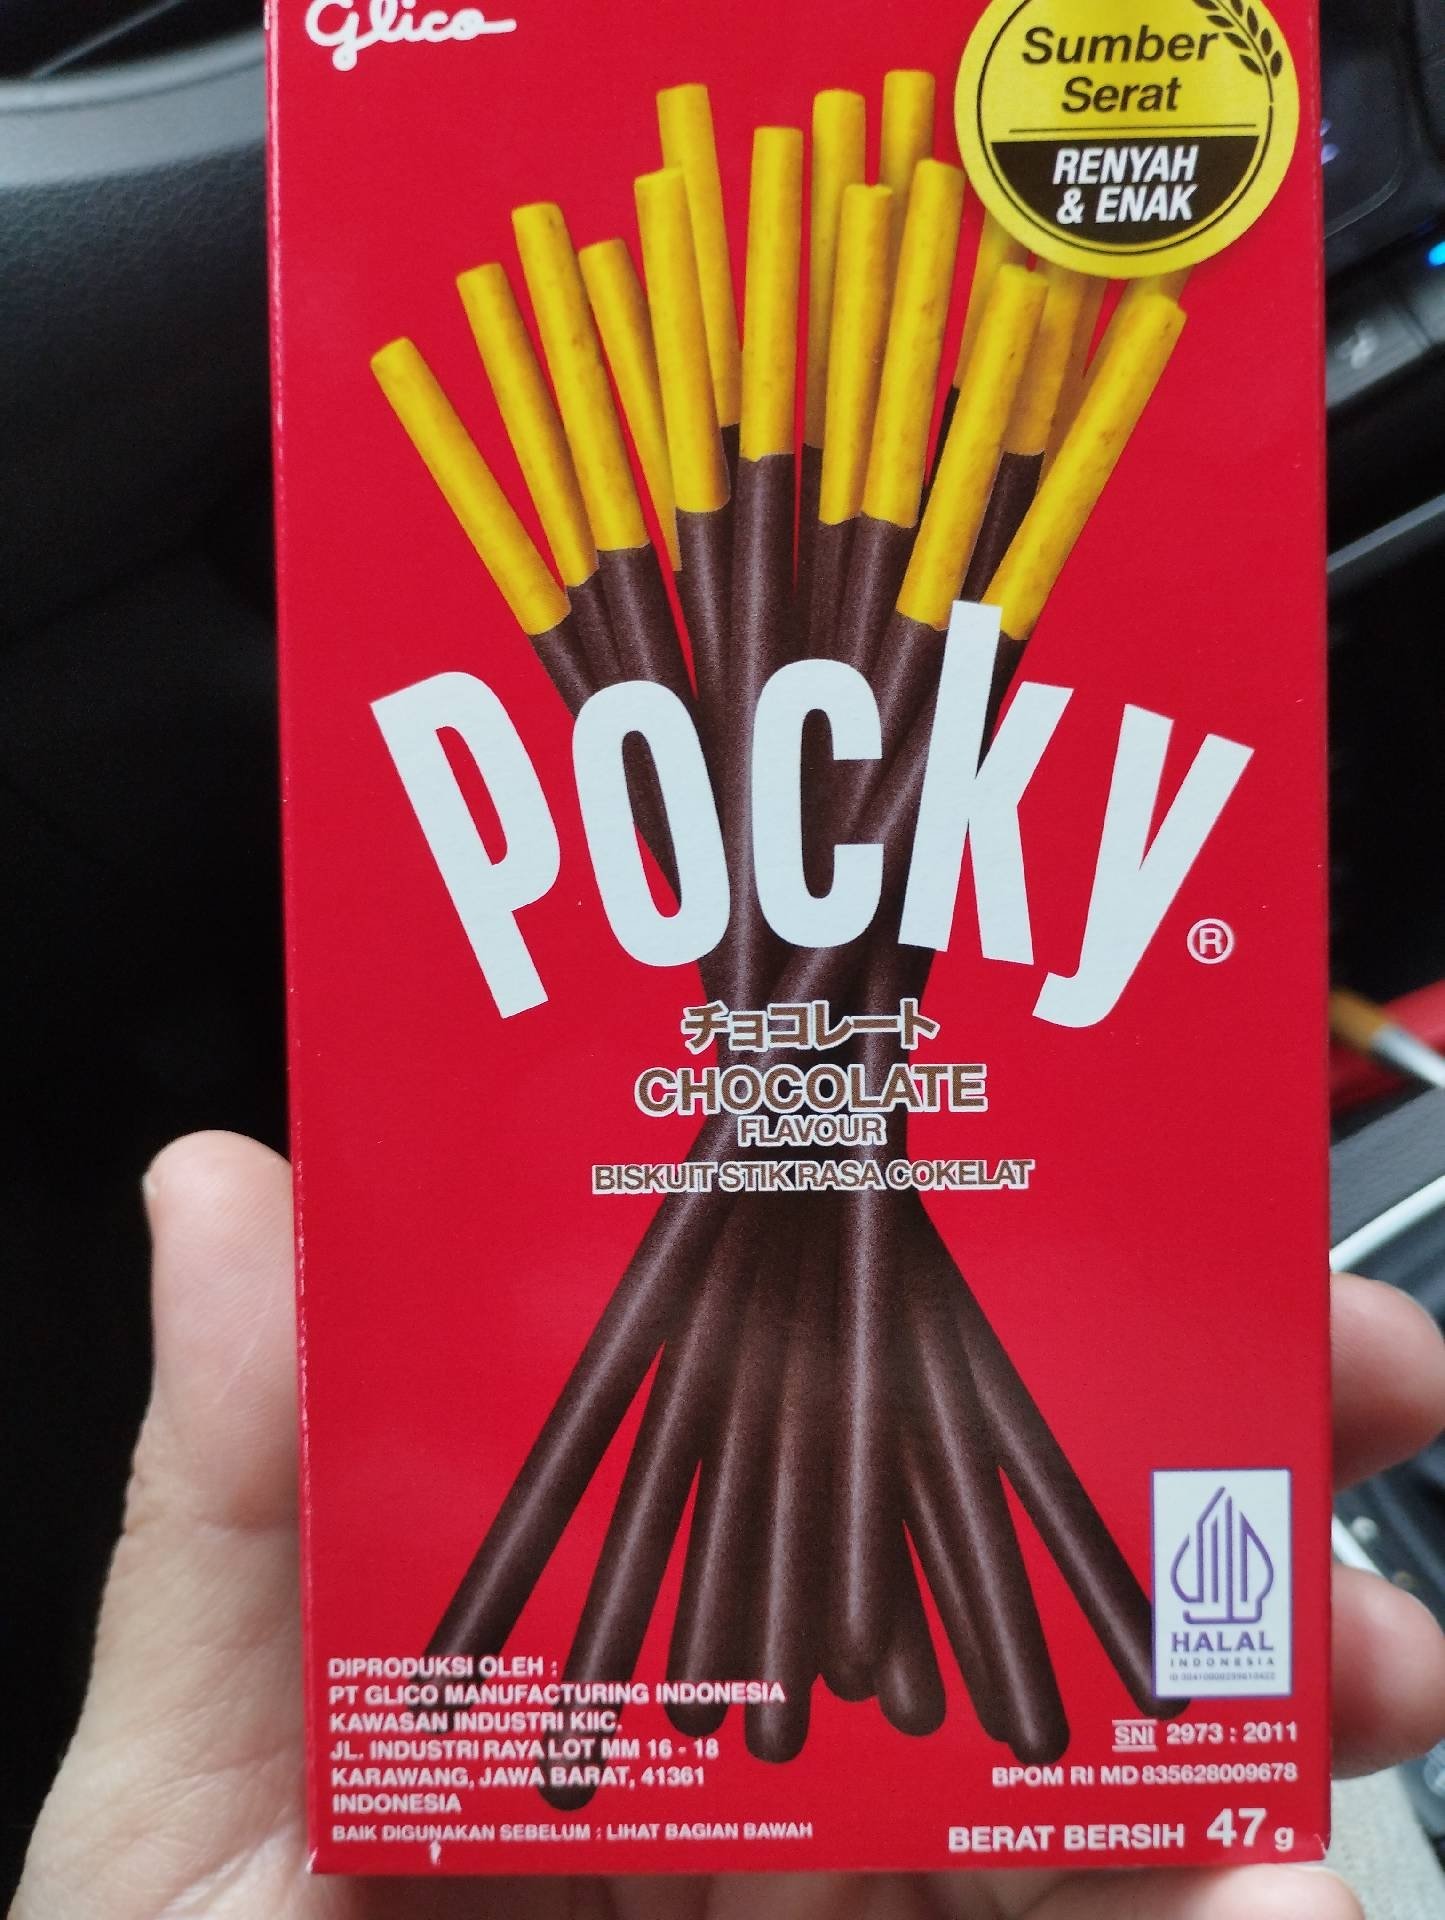 Glico
Sumber
Serat
RENYAH
& ENAK
Pocky®
チョコレート
CHOCOLATE
FLAVOUR
BISKUIT STIK RASA COKELAT
DIPRODUKSI OLEH :
PT GLICO MANUFACTURING INDONESIA
KAWASAN INDUSTRI KIIC.
JL. INDUSTRI RAYA LOT MM 16 - 18
KARAWANG, JAWA BARAT, 41361
INDONESIA
BAIK DIGUNAKAN SEBELUM : LIHAT BAGIAN BAWAH
HALAL
INDONESIA
SNI 2973 : 2011
BPOM RI MD 835628009678
BERAT BERSIH 47 g